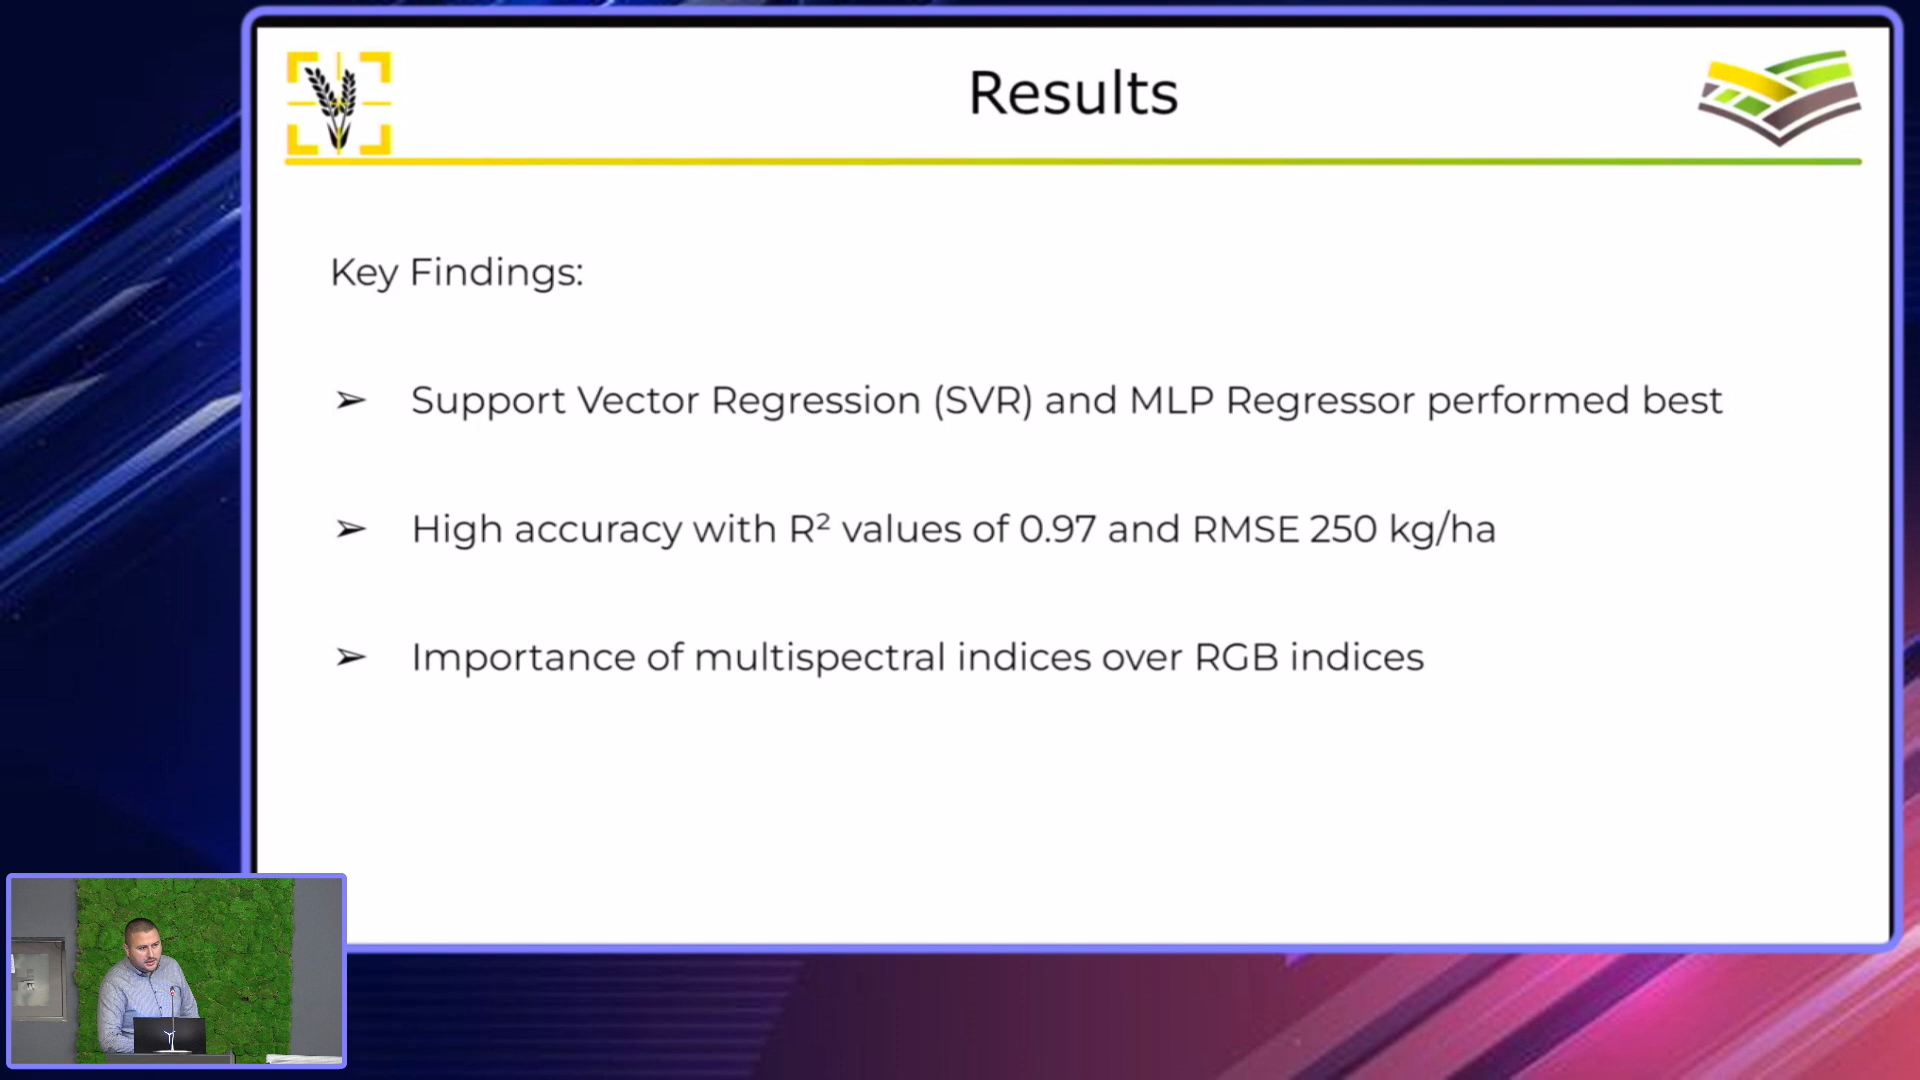 Results
Key Findings:
➢ Support Vector Regression (SVR) and MLP Regressor performed best
➢ High accuracy with R² values of 0.97 and RMSE 250 kg/ha
➢ Importance of multispectral indices over RGB indices